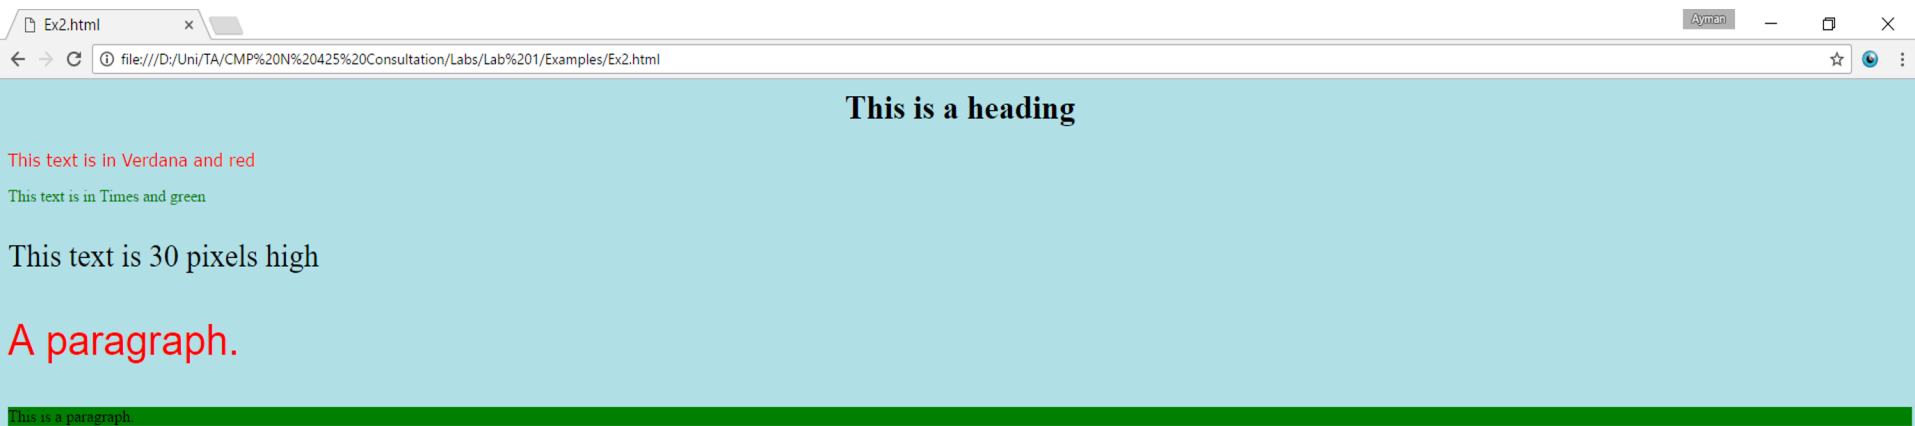 Ex2.html
Ayman
file:///D:/Uni/TA/CMP%20N%20425%20Consultation/Labs/Lab%201/Examples/Ex2.html
This is a heading
This text is in Verdana and red
This text is in Times and green
This text is 30 pixels high
A paragraph.
This is a paragraph.